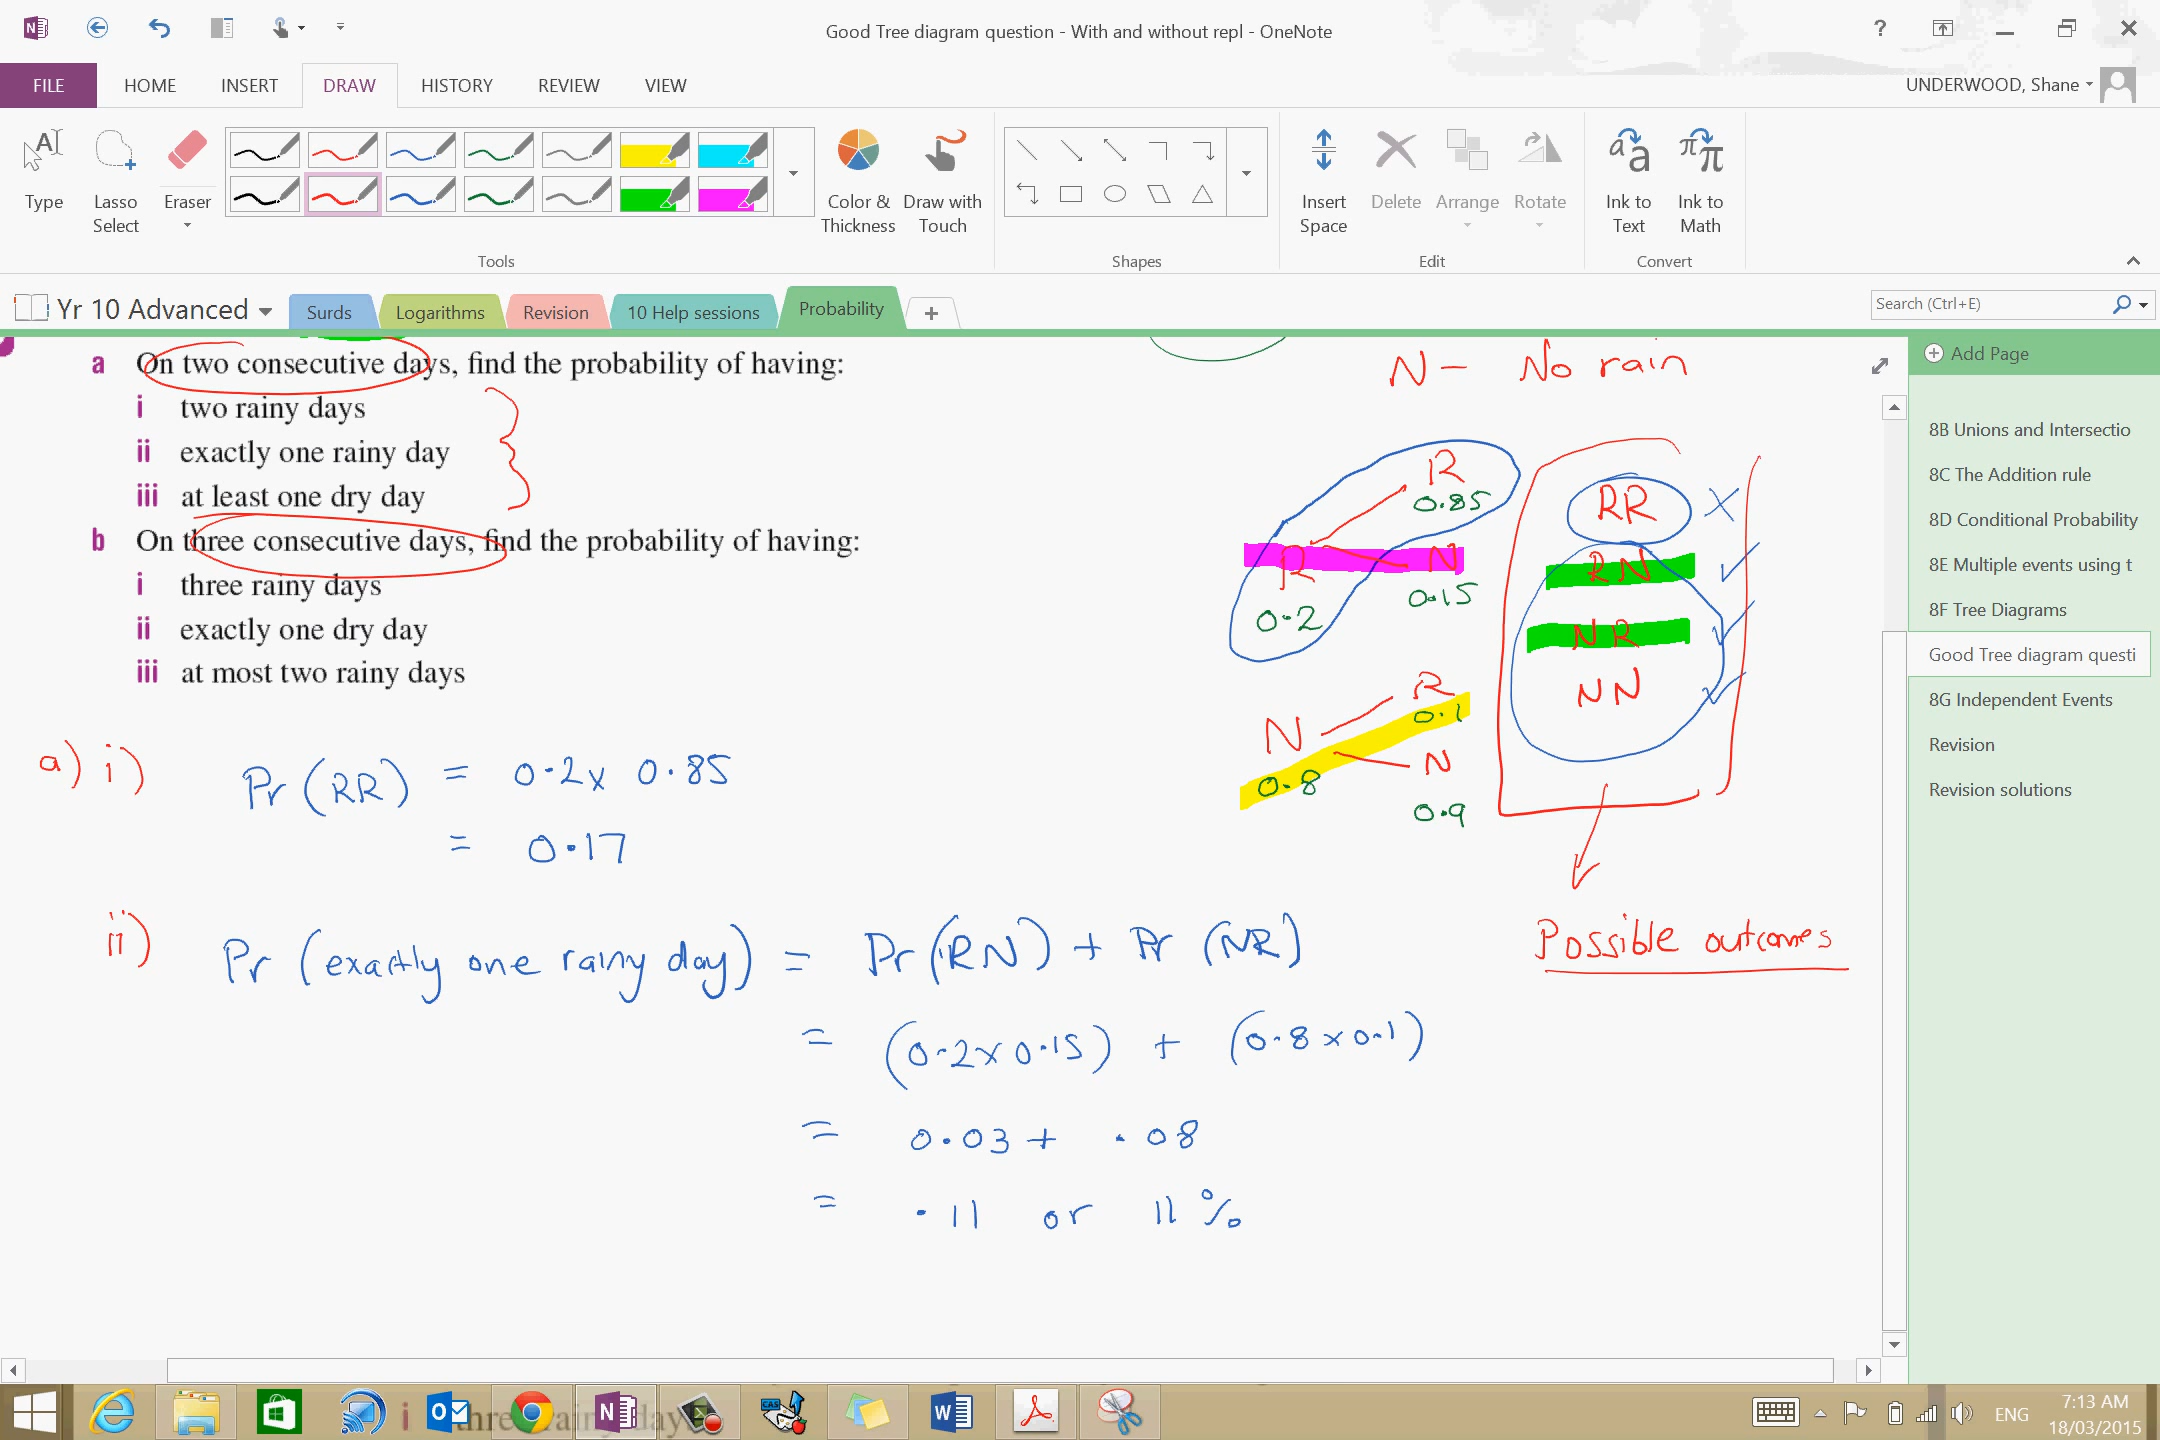 Good Tree diagram question - With and without repl - OneNote
?
FILE HOME INSERT DRAW HISTORY REVIEW VIEW
UNDERWOOD, Shane
Type
Lasso Select
Eraser
Color & Thickness
Draw with Touch
Insert Space
Delete
Arrange
Rotate
Ink to Text
Ink to Math
Tools
Shapes
Edit
Convert
Yr 10 Advanced
Surds
Logarithms
Revision
10 Help sessions
Probability
+
Search (Ctrl+E)
a On two consecutive days, find the probability of having:
i two rainy days
ii exactly one rainy day
iii at least one dry day
b On three consecutive days, find the probability of having:
i three rainy days
ii exactly one dry day
iii at most two rainy days
N - No rain
R
0.85
R
N
0.2
0.15
N
R
0.1
0.8
N
0.9
RR
RN
NR
NN
Possible outcomes
a) i) Pr (RR) = 0.2 x 0.85
= 0.17
ii) Pr (exactly one rainy day) = Pr (RN) + Pr (NR)
= (0.2 x 0.15) + (0.8 x 0.1)
= 0.03 + .08
= .11 or 11%
Add Page
8B Unions and Intersectio
8C The Addition rule
8D Conditional Probability
8E Multiple events using t
8F Tree Diagrams
Good Tree diagram questi
8G Independent Events
Revision
Revision solutions
i three rainy days
ENG
7:13 AM
18/03/2015